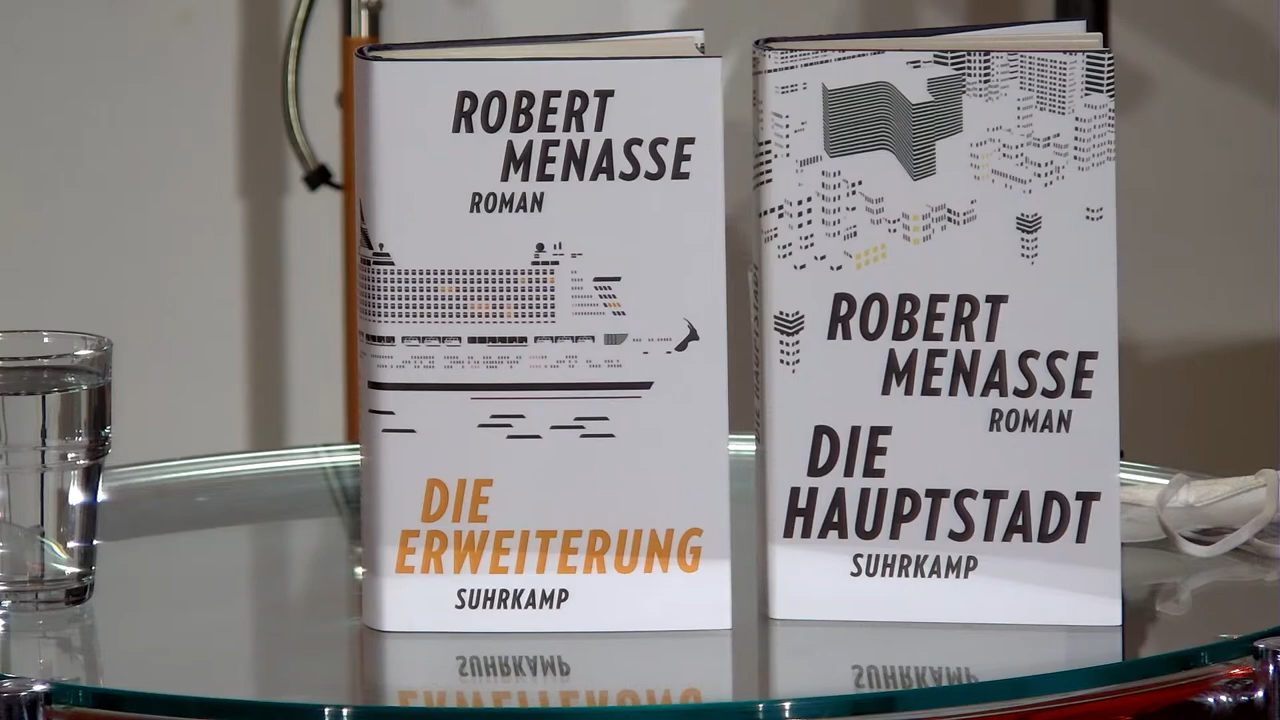 ROBERT
MENASSE
ROMAN
DIE
ERWEITERUNG
SUHRKAMP
ROBERT
MENASSE
ROMAN
DIE
HAUPTSTADT
SUHRKAMP